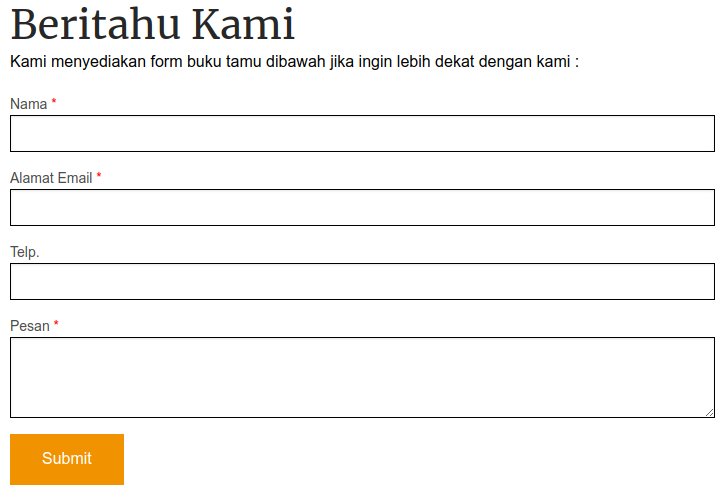 Beritahu Kami
Kami menyediakan form buku tamu dibawah jika ingin lebih dekat dengan kami :
Nama *
Alamat Email *
Telp.
Pesan *
Submit